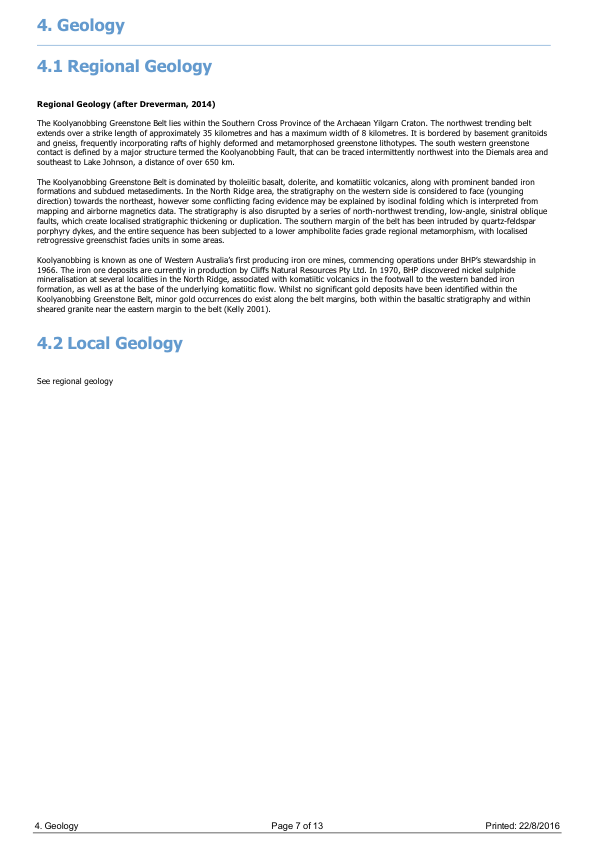 4. Geology
4.1 Regional Geology
Regional Geology (after Dreverman, 2014)
The Koolyanobbing Greenstone Belt lies within the Southern Cross Province of the Archaean Yilgarn Craton. The northwest trending belt
extends over a strike length of approximately 35 kilometres and has a maximum width of 8 kilometres. It is bordered by basement granitoids
and gneiss, frequently incorporating rafts of highly deformed and metamorphosed greenstone lithotypes. The south western greenstone
contact is defined by a major structure termed the Koolyanobbing Fault, that can be traced intermittently northwest into the Diemals area and
southeast to Lake Johnson, a distance of over 650 km.
The Koolyanobbing Greenstone Belt is dominated by tholeiitic basalt, dolerite, and komatiitic volcanics, along with prominent banded iron
formations and subdued metasediments. In the North Ridge area, the stratigraphy on the western side is considered to face (younging
direction) towards the northeast, however some conflicting facing evidence may be explained by isoclinal folding which is interpreted from
mapping and airborne magnetics data. The stratigraphy is also disrupted by a series of north-northwest trending, low-angle, sinistral oblique
faults, which create localised stratigraphic thickening or duplication. The southern margin of the belt has been intruded by quartz-feldspar
porphyry dykes, and the entire sequence has been subjected to a lower amphibolite facies grade regional metamorphism, with localised
retrogressive greenschist facies units in some areas.
Koolyanobbing is known as one of Western Australia's first producing iron ore mines, commencing operations under BHP's stewardship in
1966. The iron ore deposits are currently in production by Cliffs Natural Resources Pty Ltd. In 1970, BHP discovered nickel sulphide
mineralisation at several localities in the North Ridge, associated with komatiitic volcanics in the footwall to the western banded iron
formation, as well as at the base of the underlying komatiitic flow. Whilst no significant gold deposits have been identified within the
Koolyanobbing Greenstone Belt, minor gold occurrences do exist along the belt margins, both within the basaltic stratigraphy and within
sheared granite near the eastern margin to the belt (Kelly 2001).
4.2 Local Geology
See regional geology
4. Geology Page 7 of 13 Printed: 22/8/2016